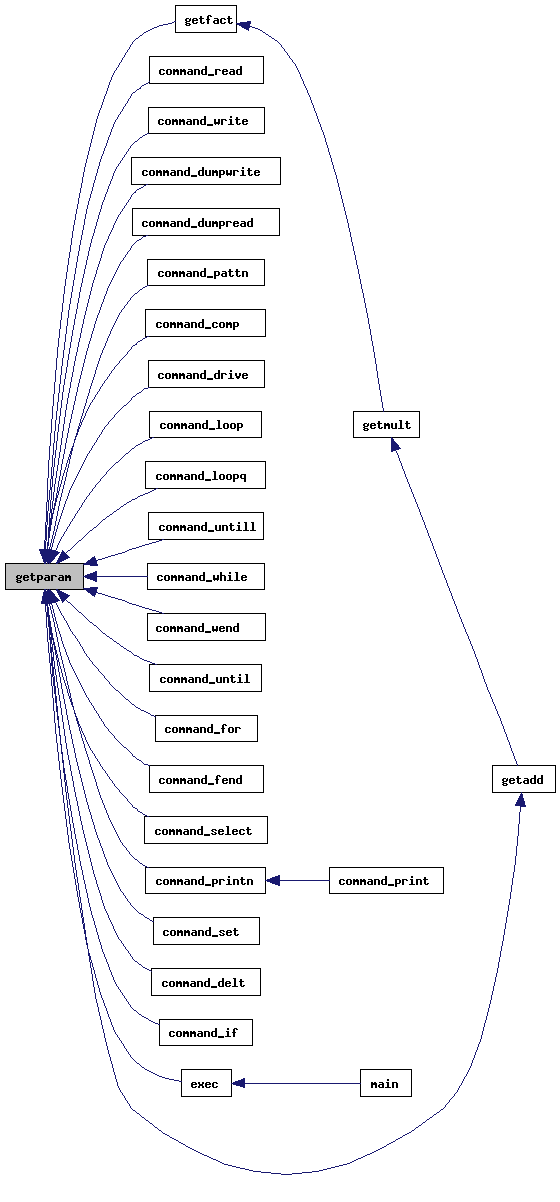 getfact
command_read
command_write
command_dumpwrite
command_dumpread
command_pattn
command_comp
command_drive
command_loop
getmult
command_loopq
command_untill
getparam
command_while
command_wend
command_until
command_for
command_fend
getadd
command_select
command_printn
command_print
command_set
command_delt
command_if
exec
main